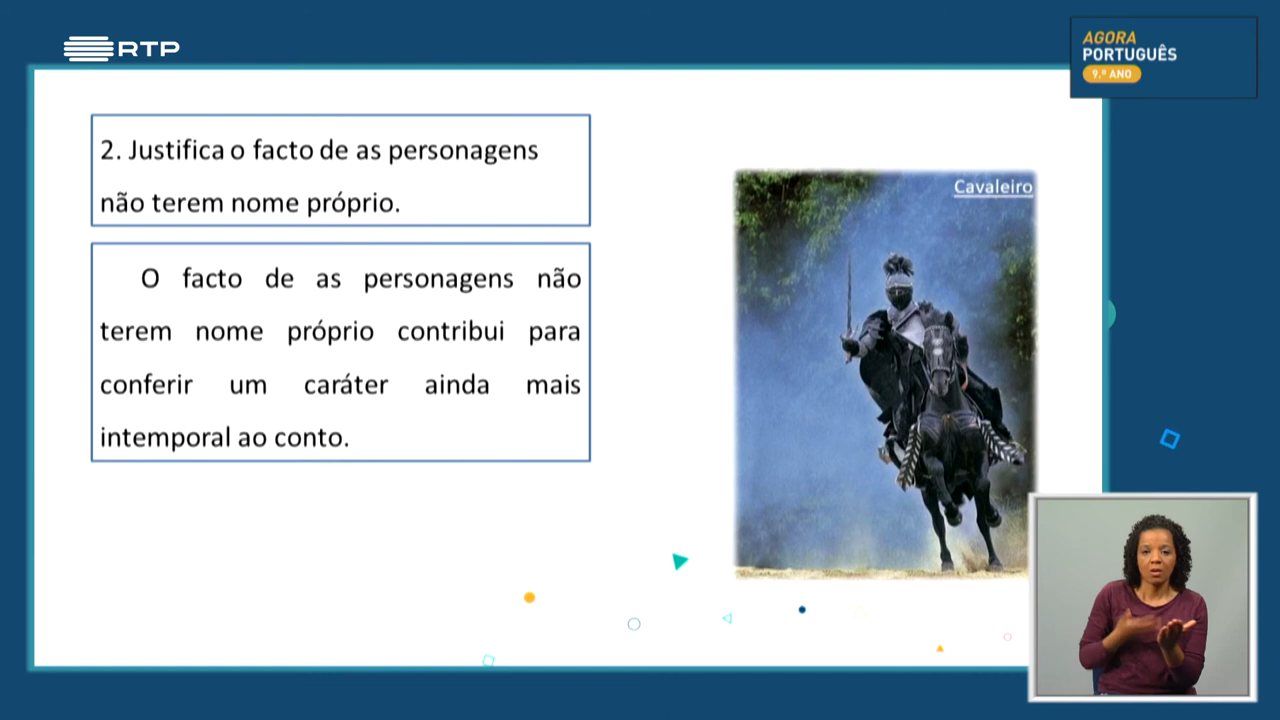 RTP
AGORA
PORTUGUÊS
9.º ANO
2. Justifica o facto de as personagens
não terem nome próprio.
O facto de as personagens não
terem nome próprio contribui para
conferir um caráter ainda mais
intemporal ao conto.
Cavaleiro